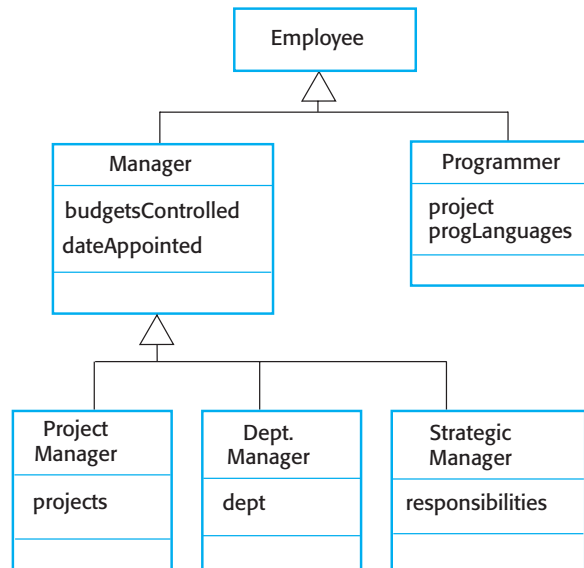 Employee
Manager
budgetsControlled
dateAppointed
Programmer
project
progLanguages
Project
Manager
projects
Dept.
Manager
dept
Strategic
Manager
responsibilities